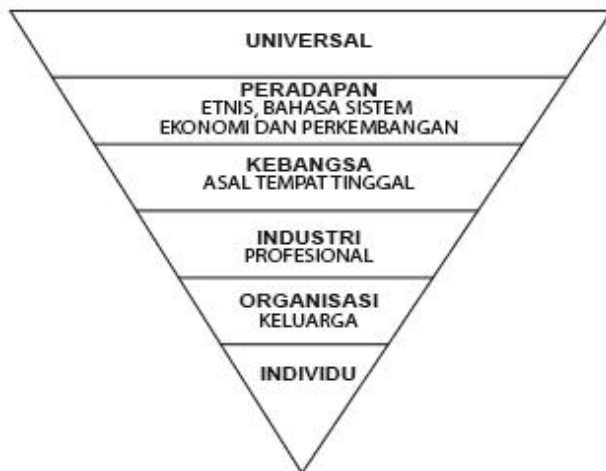 UNIVERSAL
PERADAPAN
ETNIS, BAHASA SISTEM
EKONOMI DAN PERKEMBANGAN
KEBANGSA
ASAL TEMPAT TINGGAL
INDUSTRI
PROFESIONAL
ORGANISASI
KELUARGA
INDIVIDU